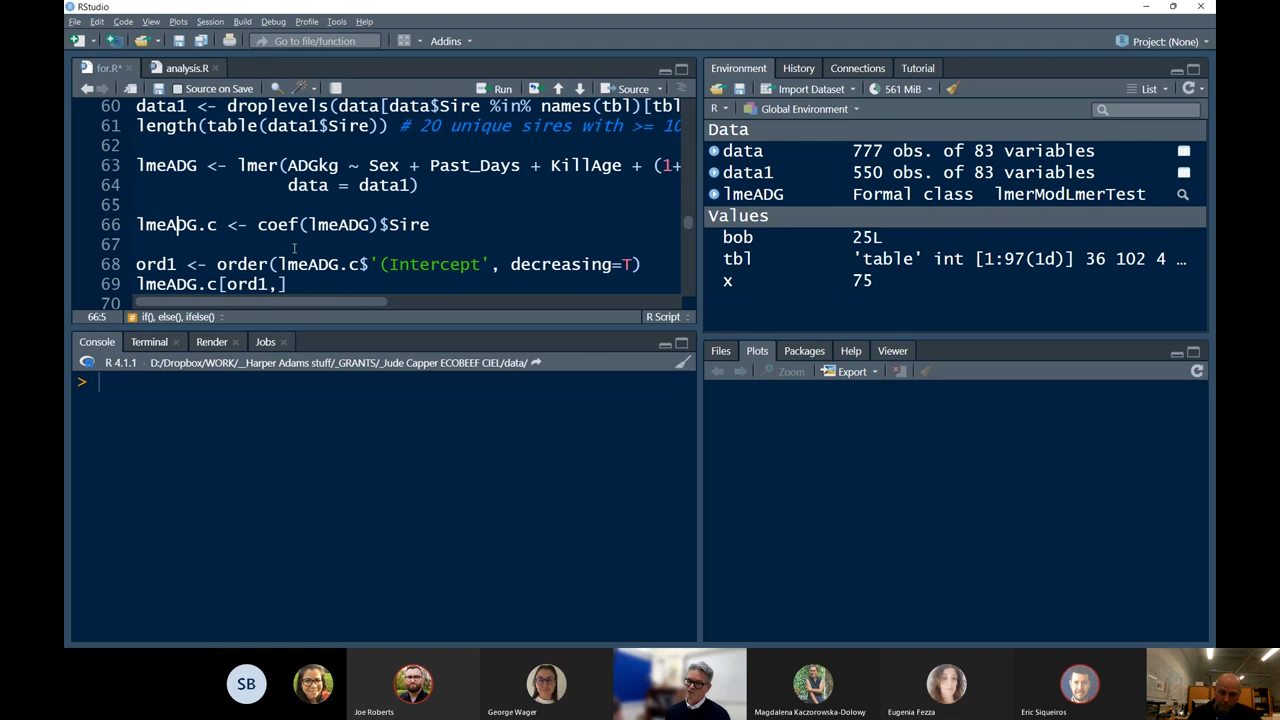 RStudio
File Edit Code View Plots Session Build Debug Profile Tools Help
Go to file/function
Addins
Project: (None)
for.R*
analysis.R
Source on Save
Run
Source
60 data1 <- droplevels(data[data$Sire %in% names(tbl)[tbl
61 length(table(data1$Sire)) # 20 unique sires with >= 10
62
63 lmeADG <- lmer(ADGkg ~ Sex + Past_Days + KillAge + (1+
64 data = data1)
65
66 lmeADG.c <- coef(lmeADG)$Sire
67
68 ord1 <- order(lmeADG.c$'(Intercept', decreasing=T)
69 lmeADG.c[ord1,]
70
66:5 if(), else(), ifelse() R Script
Console Terminal Render Jobs
R 4.1.1 · D:/Dropbox/WORK/__Harper Adams stuff/_GRANTS/_Jude Capper ECOBEEF CIEL/data/
>
Environment History Connections Tutorial
Import Dataset 561 MiB List
R Global Environment
Data
data 777 obs. of 83 variables
data1 550 obs. of 83 variables
lmeADG Formal class lmerModLmerTest
Values
bob 25L
tbl 'table' int [1:97(1d)] 36 102 4 …
x 75
Files Plots Packages Help Viewer
Zoom Export
SB
Joe Roberts
George Wager
Magdalena Kaczorowska-Dolowy
Eugenia Fezza
Eric Siqueiros